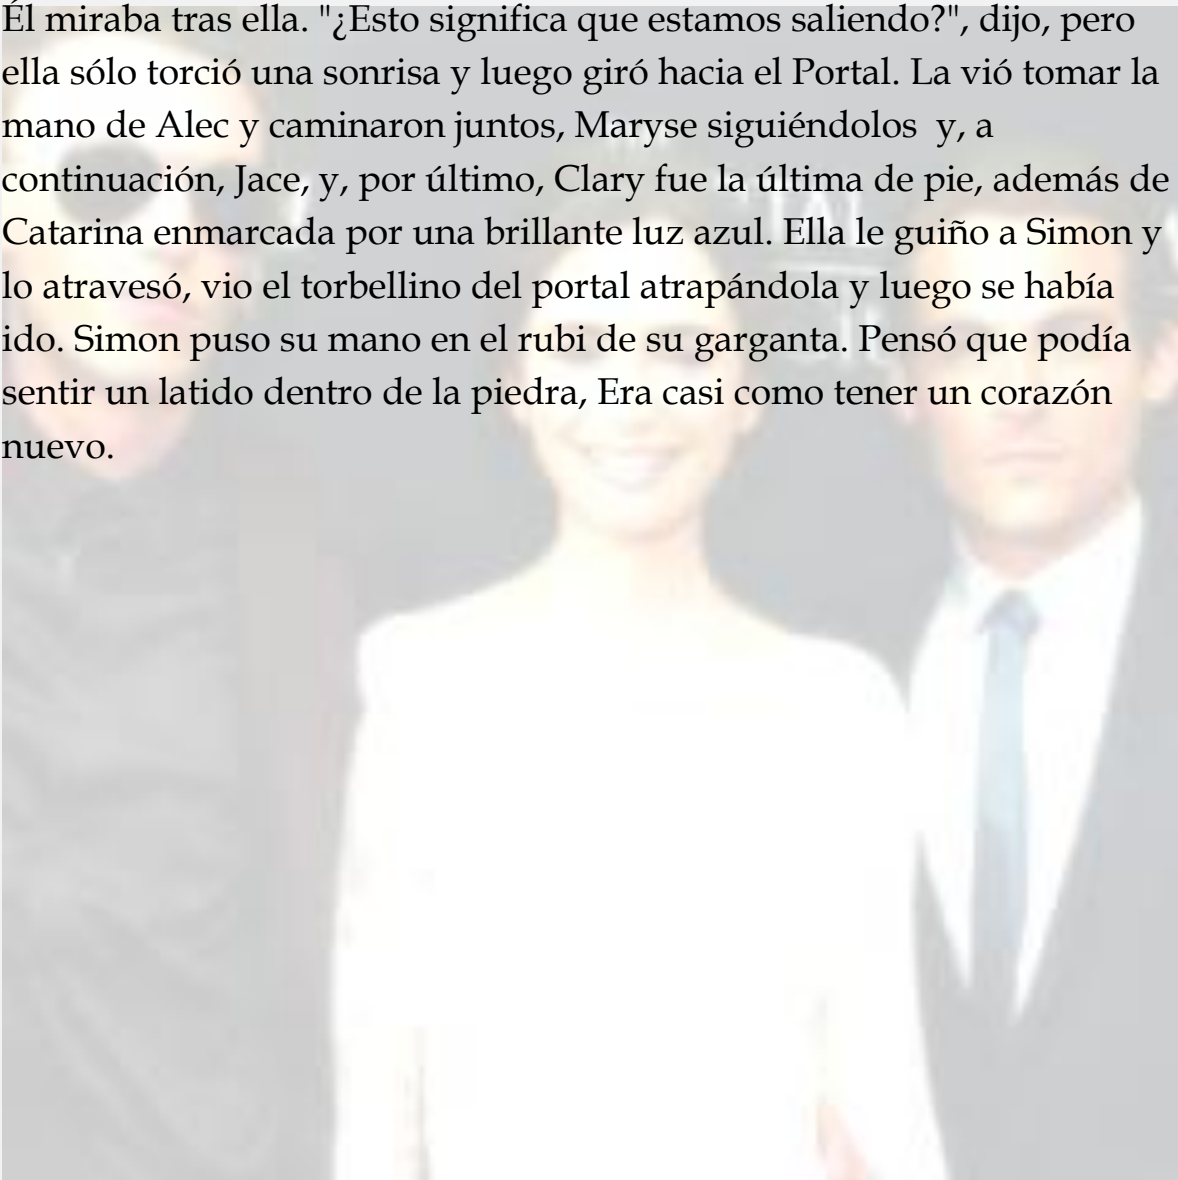 Él miraba tras ella. "¿Esto significa que estamos saliendo?", dijo, pero
ella sólo torció una sonrisa y luego giró hacia el Portal. La vió tomar la
mano de Alec y caminaron juntos, Maryse siguiéndolos  y, a
continuación, Jace, y, por último, Clary fue la última de pie, además de
Catarina enmarcada por una brillante luz azul. Ella le guiño a Simon y
lo atravesó, vio el torbellino del portal atrapándola y luego se había
ido. Simon puso su mano en el rubi de su garganta. Pensó que podía
sentir un latido dentro de la piedra, Era casi como tener un corazón
nuevo.